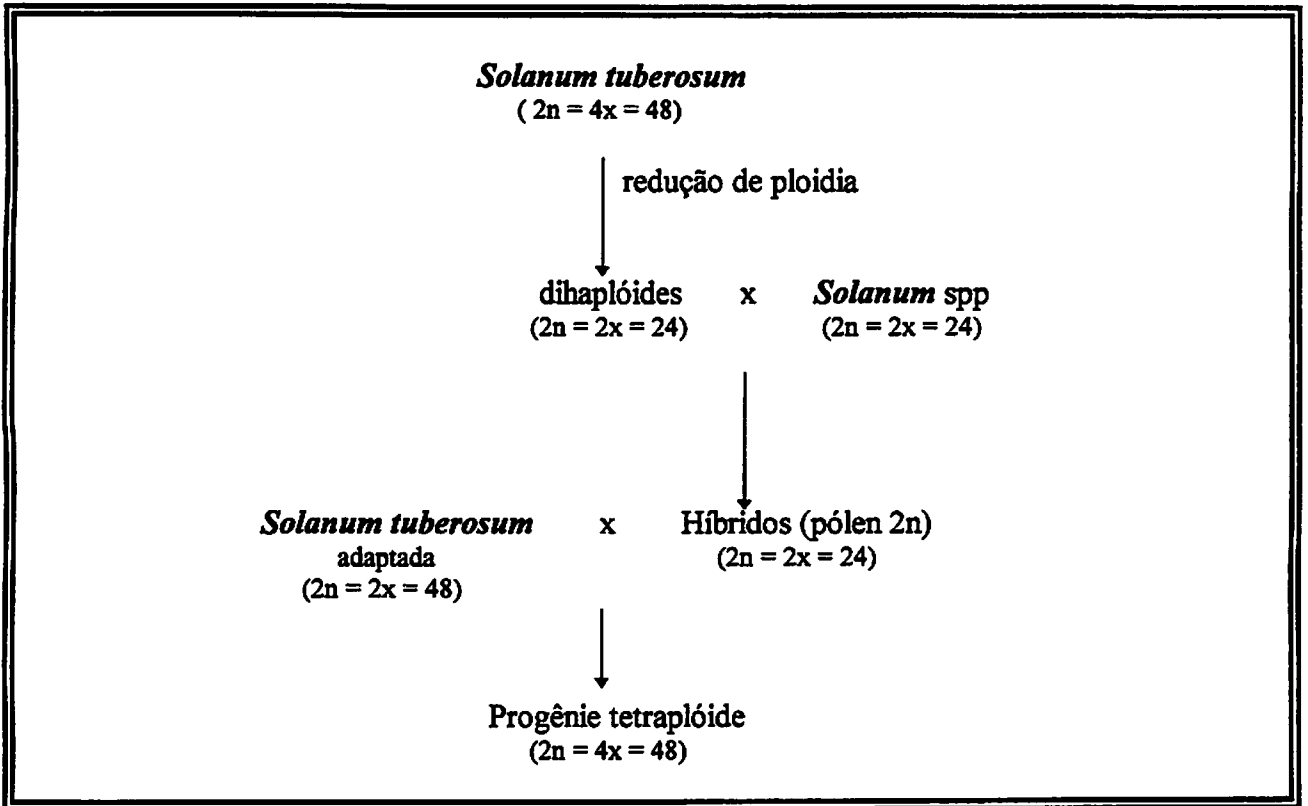 Solanum tuberosum
( 2n = 4x = 48)
redução de ploidia
dihaplóides x Solanum spp
(2n = 2x = 24) (2n = 2x = 24)
Solanum tuberosum x Híbridos (pólen 2n)
adaptada (2n = 2x = 24)
(2n = 2x = 48)
Progênie tetraplóide
(2n = 4x = 48)